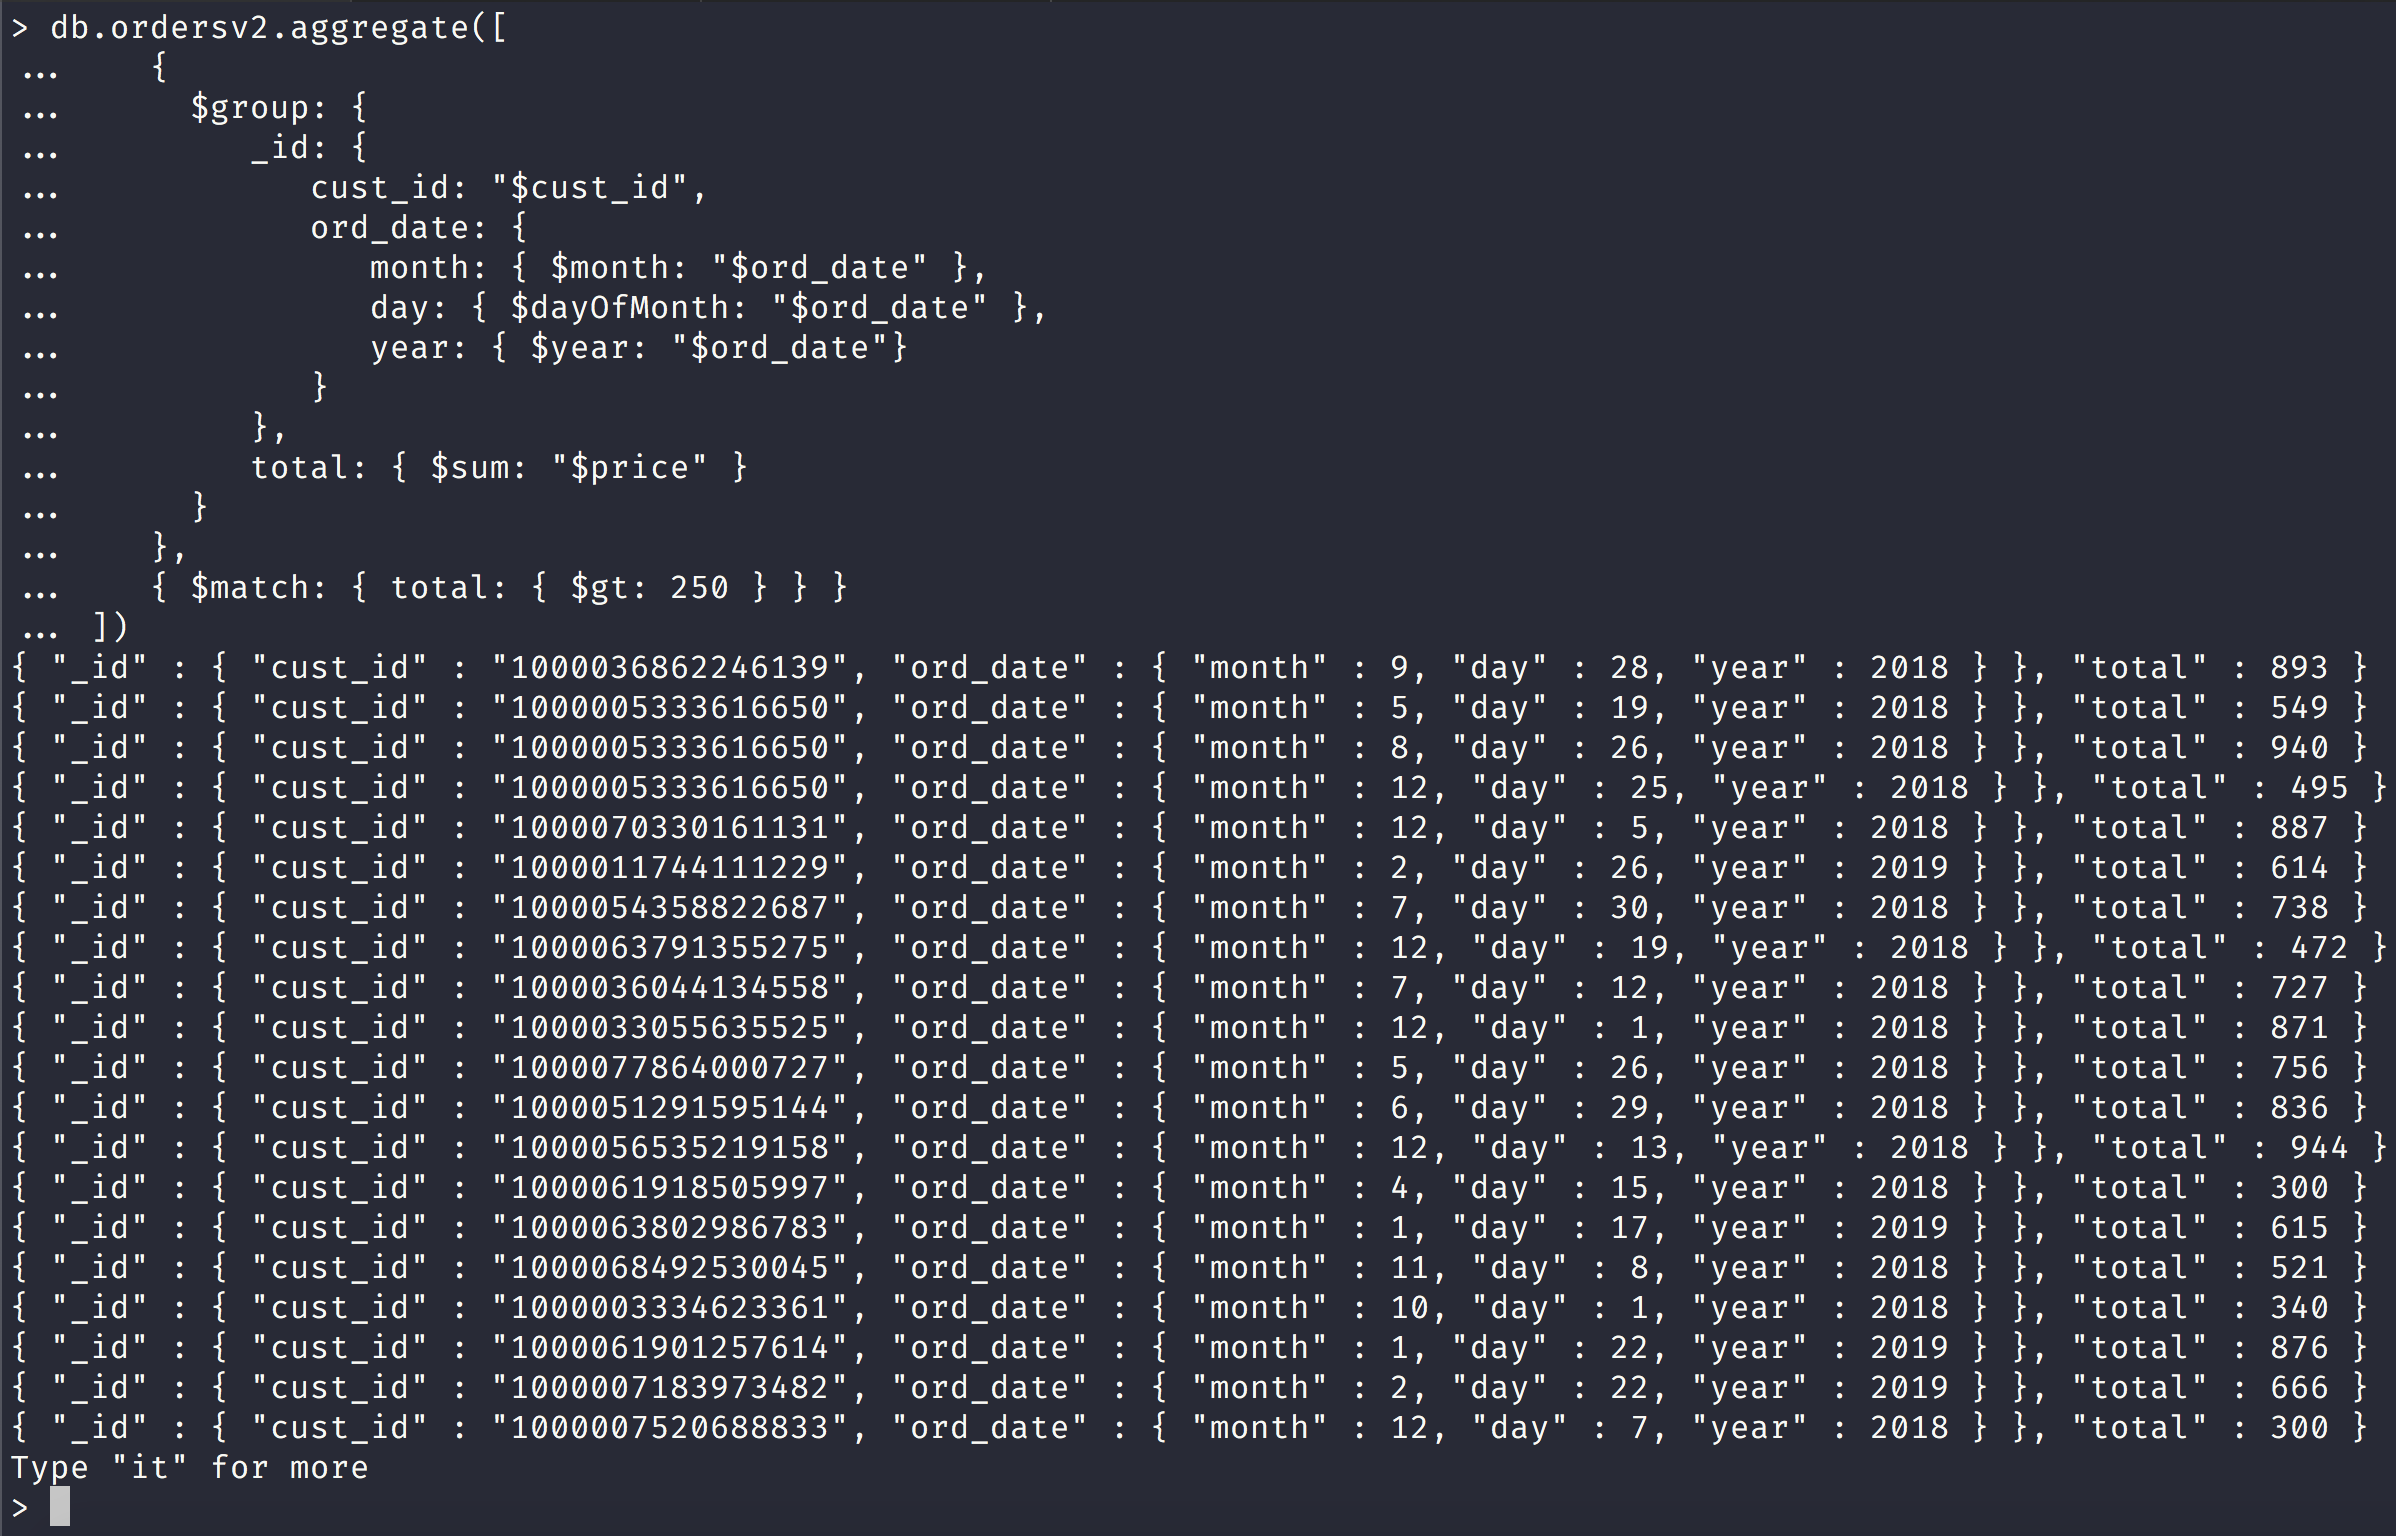 > db.ordersv2.aggregate([
...     {
...       $group: {
...          _id: {
...             cust_id: "$cust_id",
...             ord_date: {
...                month: { $month: "$ord_date" },
...                day: { $dayOfMonth: "$ord_date" },
...                year: { $year: "$ord_date"}
...             }
...          },
...          total: { $sum: "$price" }
...       }
...     },
...     { $match: { total: { $gt: 250 } } }
...  ])
{ "_id" : { "cust_id" : "1000036862246139", "ord_date" : { "month" : 9, "day" : 28, "year" : 2018 } }, "total" : 893 }
{ "_id" : { "cust_id" : "1000005333616650", "ord_date" : { "month" : 5, "day" : 19, "year" : 2018 } }, "total" : 549 }
{ "_id" : { "cust_id" : "1000005333616650", "ord_date" : { "month" : 8, "day" : 26, "year" : 2018 } }, "total" : 940 }
{ "_id" : { "cust_id" : "1000005333616650", "ord_date" : { "month" : 12, "day" : 25, "year" : 2018 } }, "total" : 495 }
{ "_id" : { "cust_id" : "1000070330161131", "ord_date" : { "month" : 12, "day" : 5, "year" : 2018 } }, "total" : 887 }
{ "_id" : { "cust_id" : "1000011744111229", "ord_date" : { "month" : 2, "day" : 26, "year" : 2019 } }, "total" : 614 }
{ "_id" : { "cust_id" : "1000054358822687", "ord_date" : { "month" : 7, "day" : 30, "year" : 2018 } }, "total" : 738 }
{ "_id" : { "cust_id" : "1000063791355275", "ord_date" : { "month" : 12, "day" : 19, "year" : 2018 } }, "total" : 472 }
{ "_id" : { "cust_id" : "1000036044134558", "ord_date" : { "month" : 7, "day" : 12, "year" : 2018 } }, "total" : 727 }
{ "_id" : { "cust_id" : "1000033055635525", "ord_date" : { "month" : 12, "day" : 1, "year" : 2018 } }, "total" : 871 }
{ "_id" : { "cust_id" : "1000077864000727", "ord_date" : { "month" : 5, "day" : 26, "year" : 2018 } }, "total" : 756 }
{ "_id" : { "cust_id" : "1000051291595144", "ord_date" : { "month" : 6, "day" : 29, "year" : 2018 } }, "total" : 836 }
{ "_id" : { "cust_id" : "1000056535219158", "ord_date" : { "month" : 12, "day" : 13, "year" : 2018 } }, "total" : 944 }
{ "_id" : { "cust_id" : "1000061918505997", "ord_date" : { "month" : 4, "day" : 15, "year" : 2018 } }, "total" : 300 }
{ "_id" : { "cust_id" : "1000063802986783", "ord_date" : { "month" : 1, "day" : 17, "year" : 2019 } }, "total" : 615 }
{ "_id" : { "cust_id" : "1000068492530045", "ord_date" : { "month" : 11, "day" : 8, "year" : 2018 } }, "total" : 521 }
{ "_id" : { "cust_id" : "1000003334623361", "ord_date" : { "month" : 10, "day" : 1, "year" : 2018 } }, "total" : 340 }
{ "_id" : { "cust_id" : "1000061901257614", "ord_date" : { "month" : 1, "day" : 22, "year" : 2019 } }, "total" : 876 }
{ "_id" : { "cust_id" : "1000007183973482", "ord_date" : { "month" : 2, "day" : 22, "year" : 2019 } }, "total" : 666 }
{ "_id" : { "cust_id" : "1000007520688833", "ord_date" : { "month" : 12, "day" : 7, "year" : 2018 } }, "total" : 300 }
Type "it" for more
>